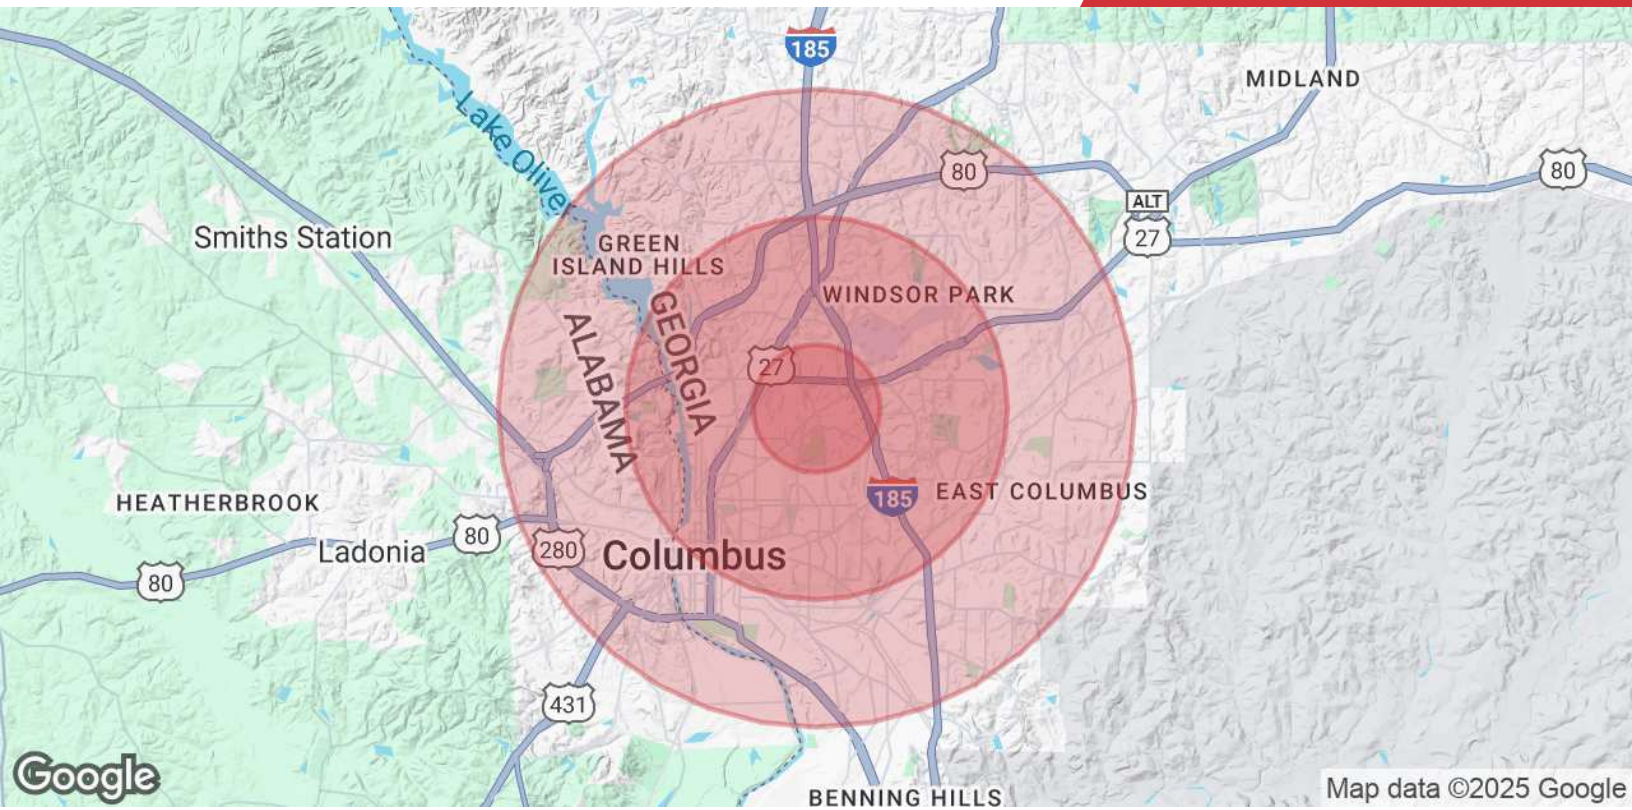 185
MIDLAND
Lake Oliver
80
80
ALT
27
Smiths Station
GREEN
ISLAND HILLS
WINDSOR PARK
GEORGIA
ALABAMA
27
HEATHERBROOK
185
EAST COLUMBUS
80
Ladonia
280
Columbus
80
431
Google
Map data ©2025 Google
BENNING HILLS